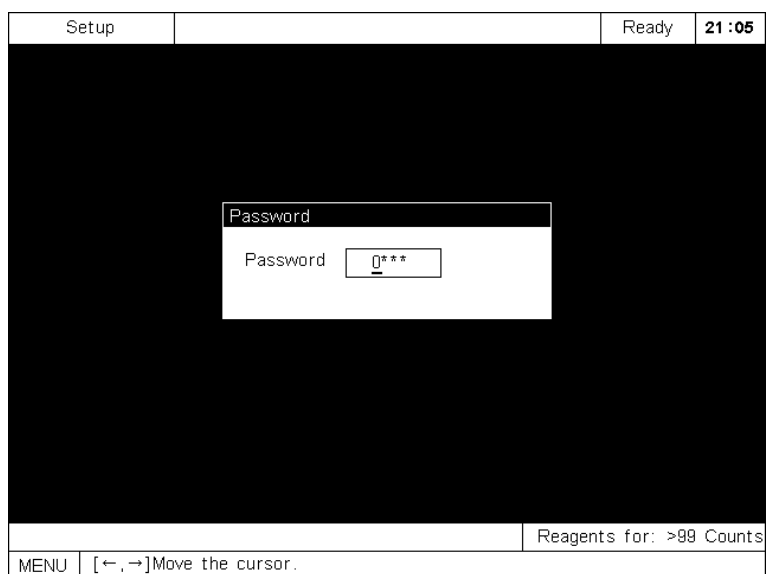 Setup Ready 21:05
Password
Password 0***
Reagents for: >99 Counts
MENU [←,→]Move the cursor.